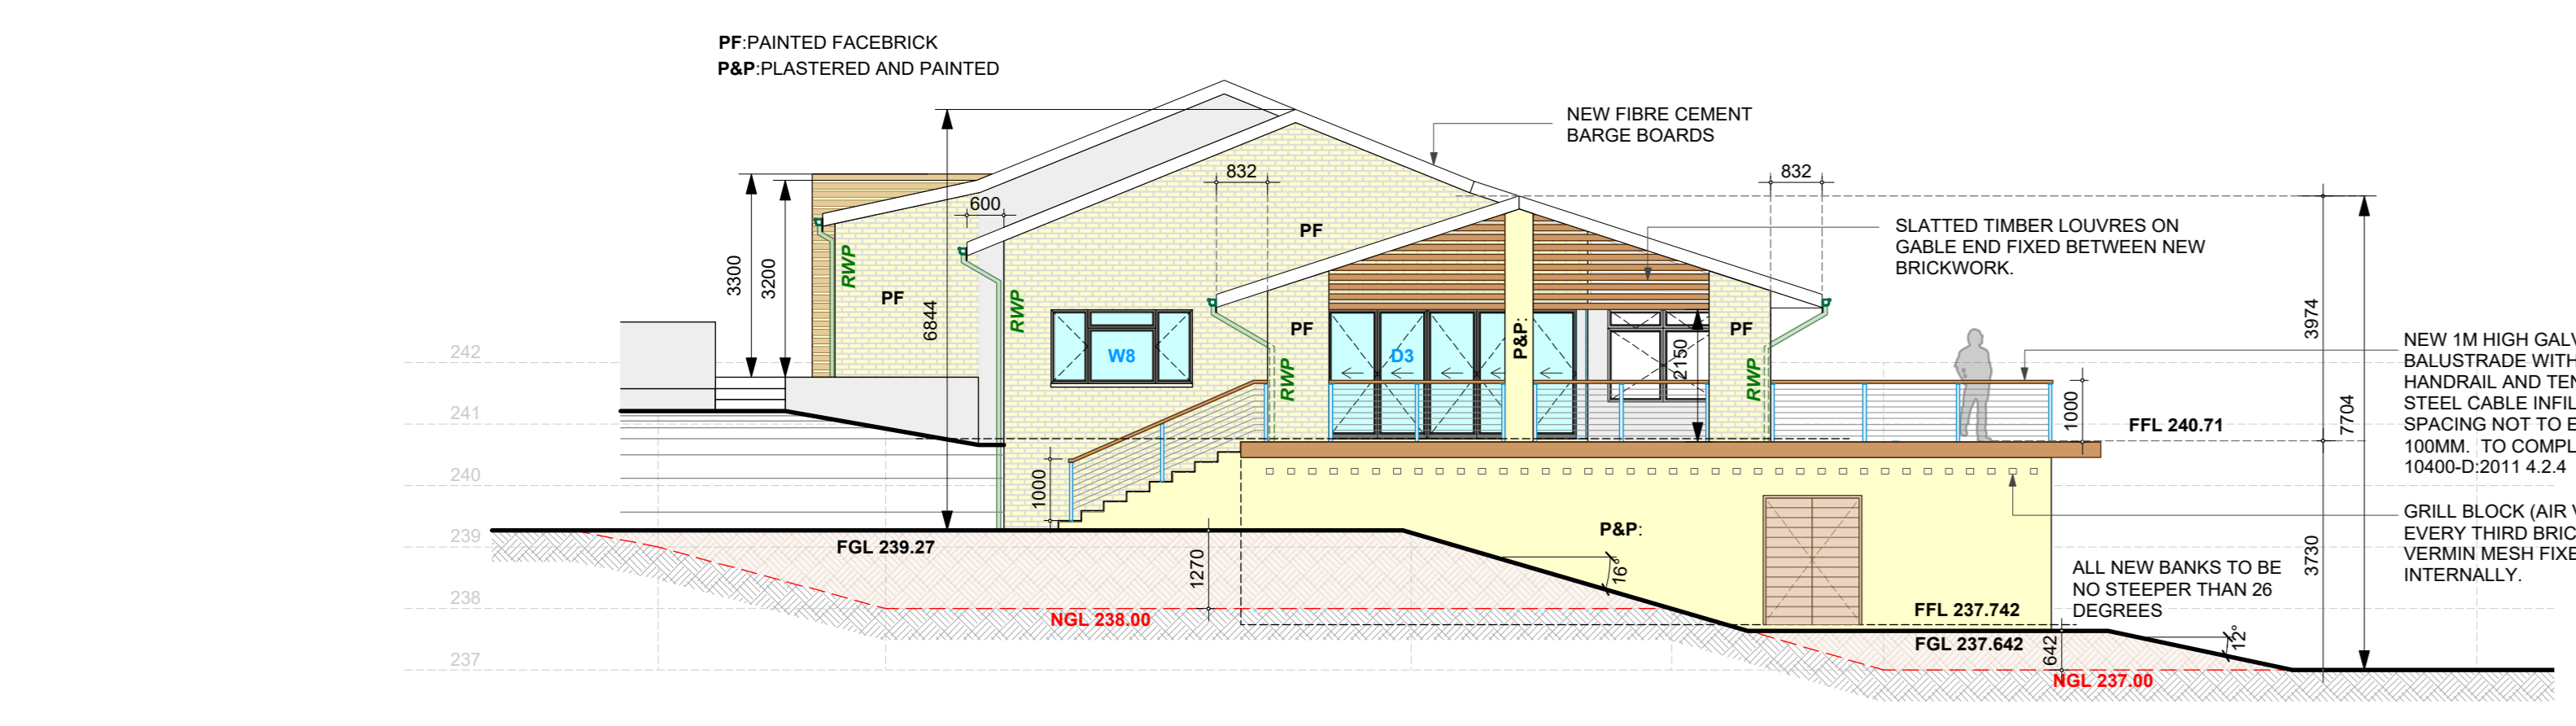 PF:PAINTED FACEBRICK
P&P:PLASTERED AND PAINTED
NEW FIBRE CEMENT
BARGE BOARDS
832
832
600
3300
3200
6844
RWP
PF
RWP
PF
SLATTED TIMBER LOUVRES ON
GABLE END FIXED BETWEEN NEW
BRICKWORK.
W8
PF
RWP
D3
P&P:
2150
PF
RWP
3974
7704
3730
1000
FFL 240.71
NEW 1M HIGH GALV
BALUSTRADE WITH
HANDRAIL AND TEN
STEEL CABLE INFIL
SPACING NOT TO E
100MM. TO COMPL
10400-D:2011 4.2.4
GRILL BLOCK (AIR V
EVERY THIRD BRIC
VERMIN MESH FIXE
INTERNALLY.
242
241
240
239
238
237
1000
FGL 239.27
1270
NGL 238.00
P&P:
16°
ALL NEW BANKS TO BE
NO STEEPER THAN 26
DEGREES
FFL 237.742
FGL 237.642
642
12°
NGL 237.00